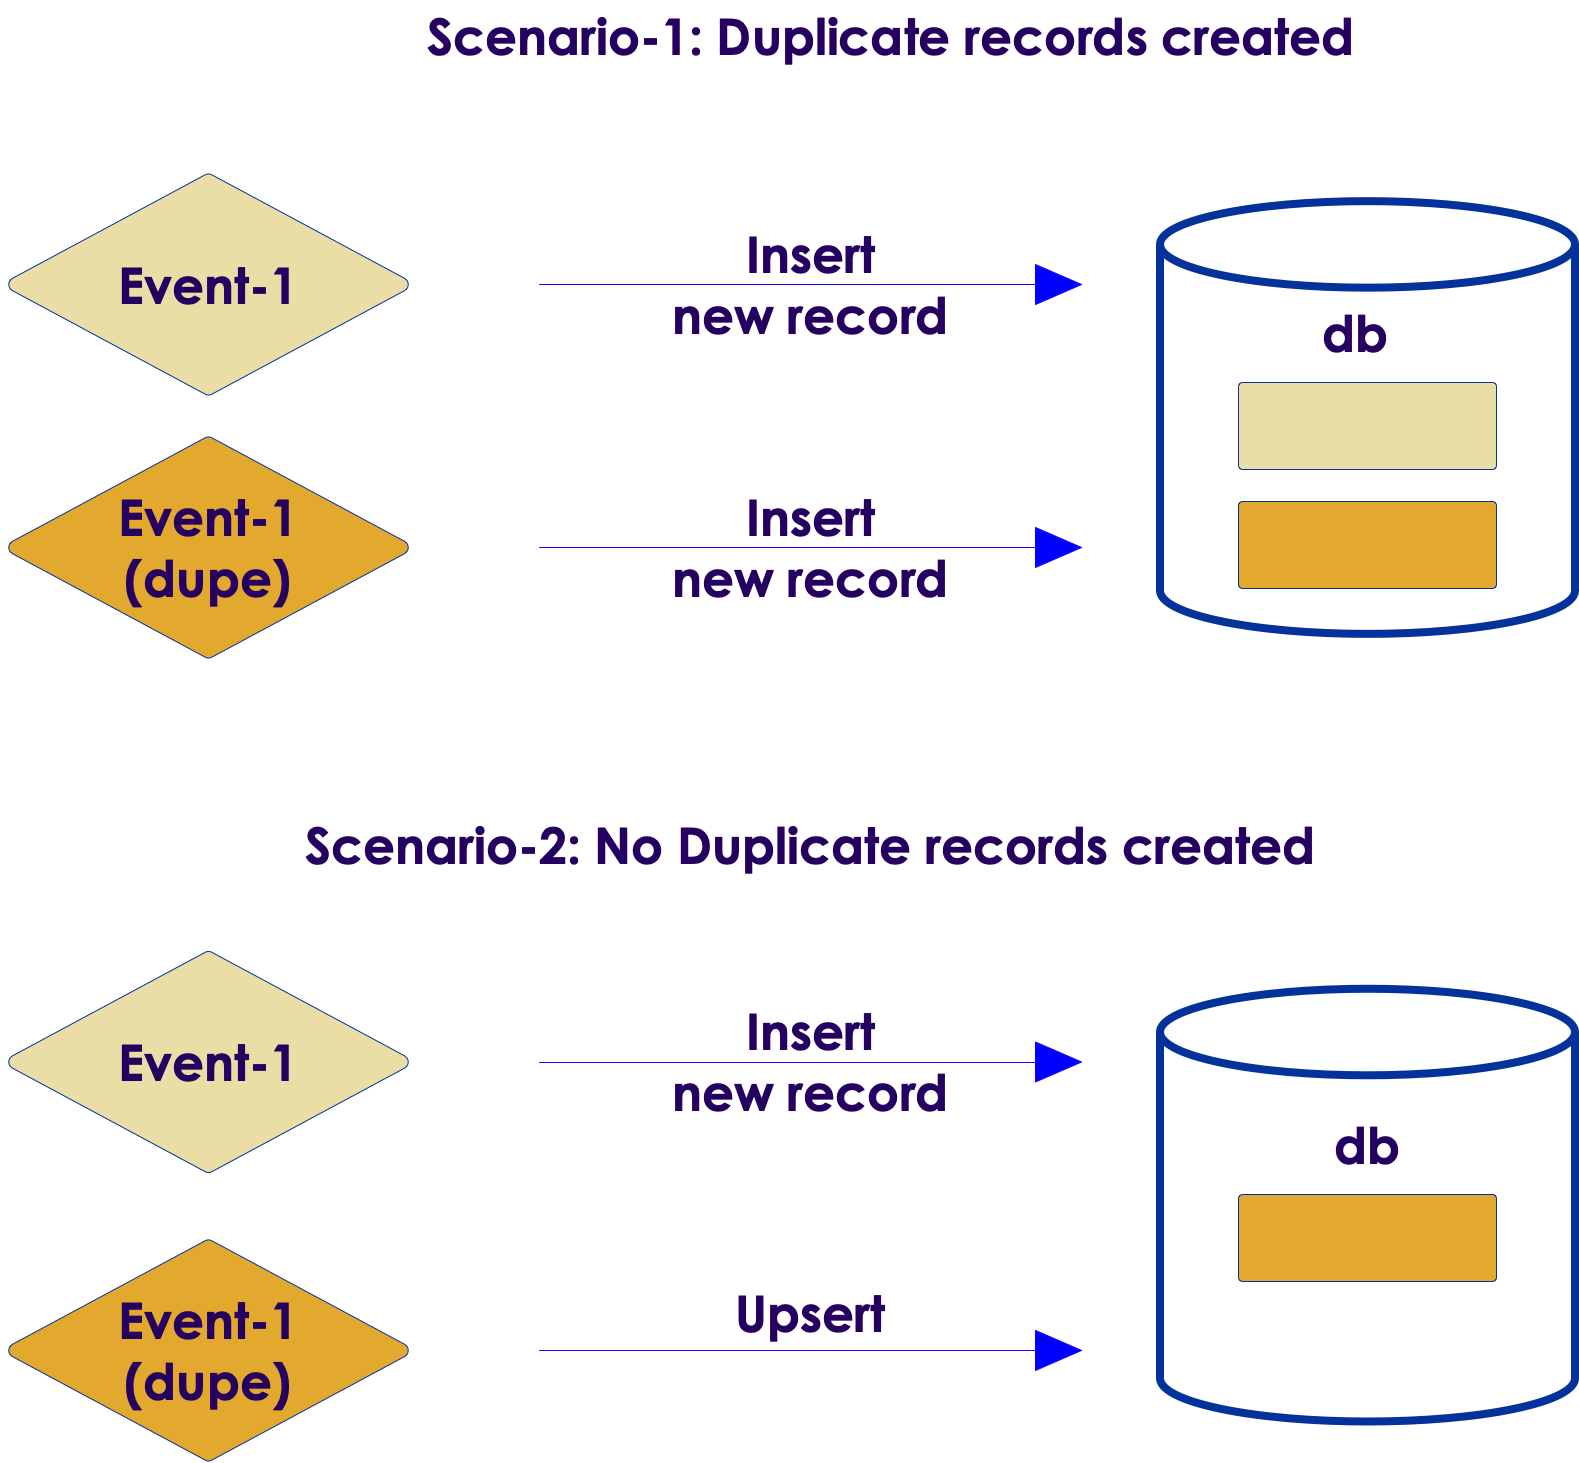 Scenario-1: Duplicate records created
Event-1
Insert
new record
db
Event-1
(dupe)
Insert
new record
Scenario-2: No Duplicate records created
Event-1
Insert
new record
db
Event-1
(dupe)
Upsert